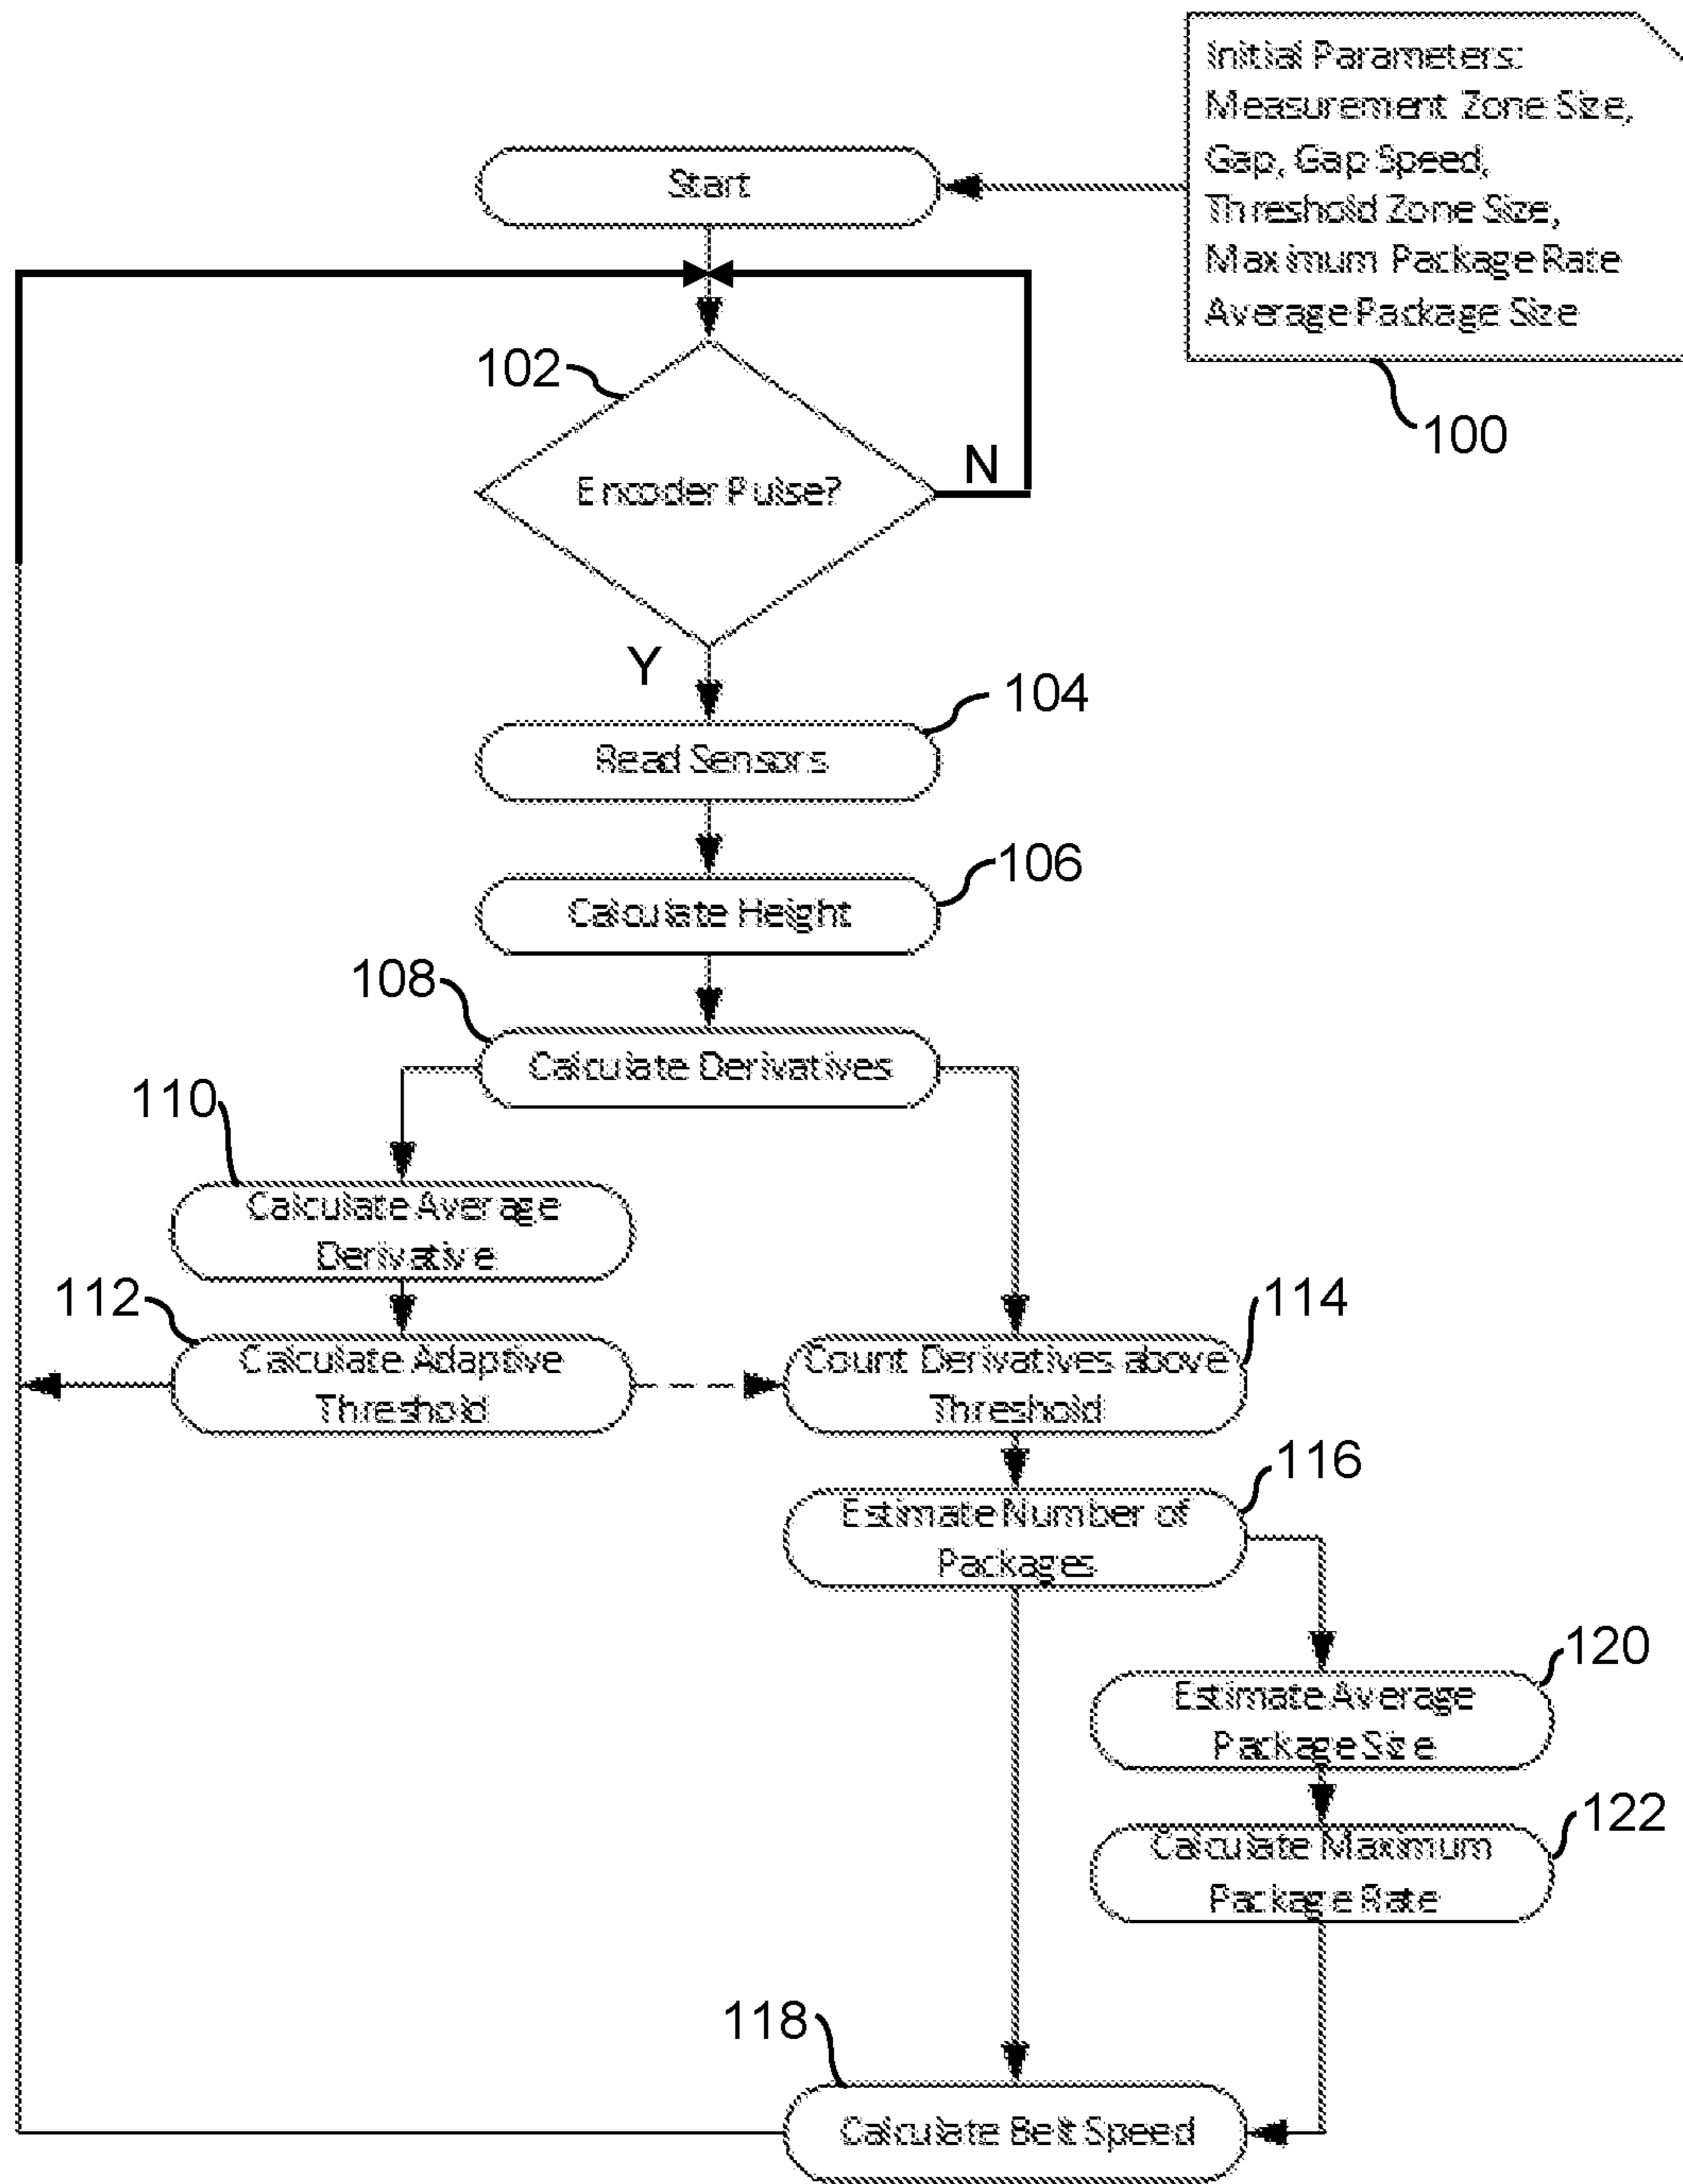 Initial Parameters:
Measurement Zone Size,
Gap, Gap Speed,
Threshold Zone Size,
Maximum Package Rate
Average Package Size
100
Start
102
Encoder Pulse?
N
Y
104
Read Sensors
106
Calculate Height
108
Calculate Derivatives
110
Calculate Average
Derivative
112
Calculate Adaptive
Threshold
114
Count Derivatives above
Threshold
116
Estimate Number of
Packages
120
Estimate Average
Package Size
122
Calculate Maximum
Package Rate
118
Calculate Belt Speed